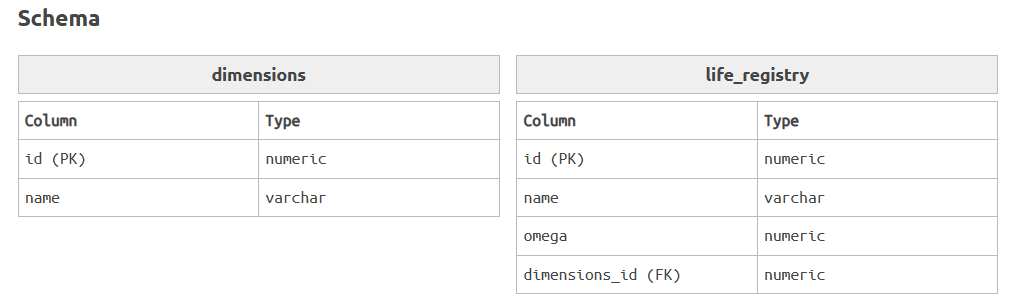 Schema
dimensions
Column Type
id (PK) numeric
name varchar
life_registry
Column Type
id (PK) numeric
name varchar
omega numeric
dimensions_id (FK) numeric